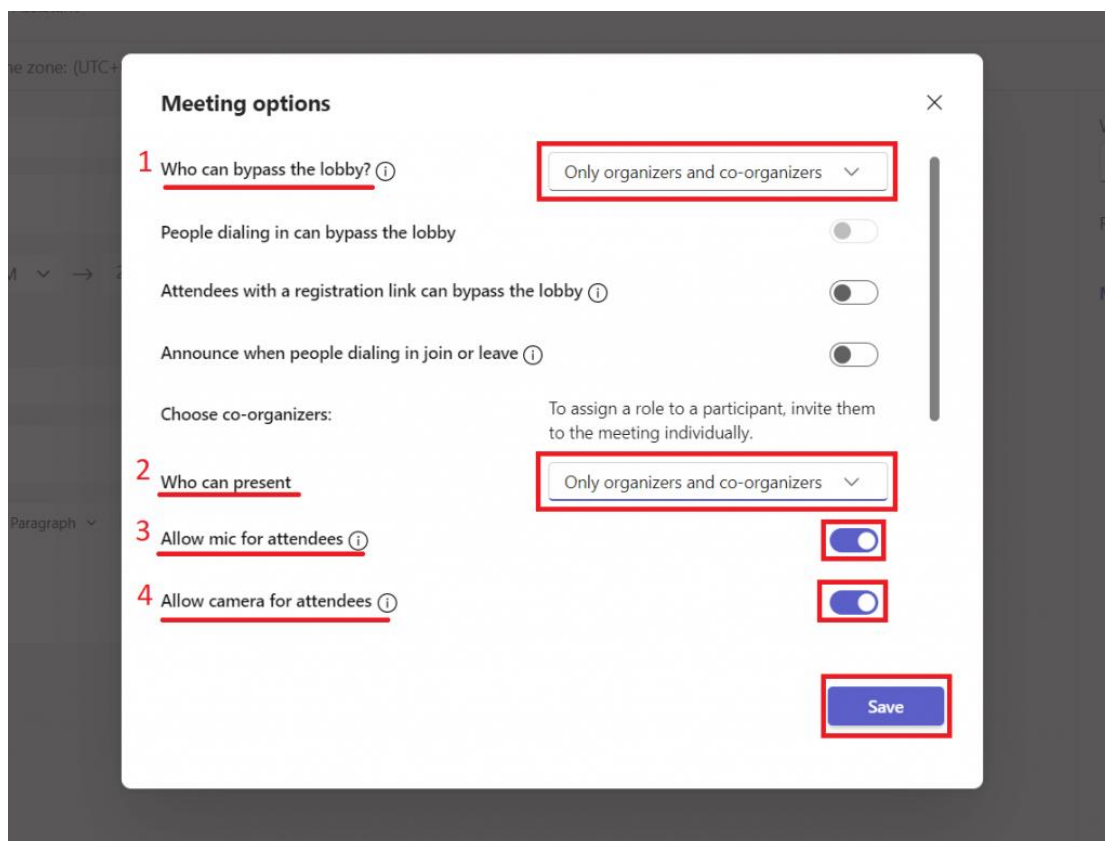 ne zone: (UTC+
Meeting options
1 Who can bypass the lobby? Only organizers and co-organizers
People dialing in can bypass the lobby
Attendees with a registration link can bypass the lobby
Announce when people dialing in join or leave
Choose co-organizers: To assign a role to a participant, invite them
to the meeting individually.
2 Who can present Only organizers and co-organizers
Paragraph
3 Allow mic for attendees
4 Allow camera for attendees
Save